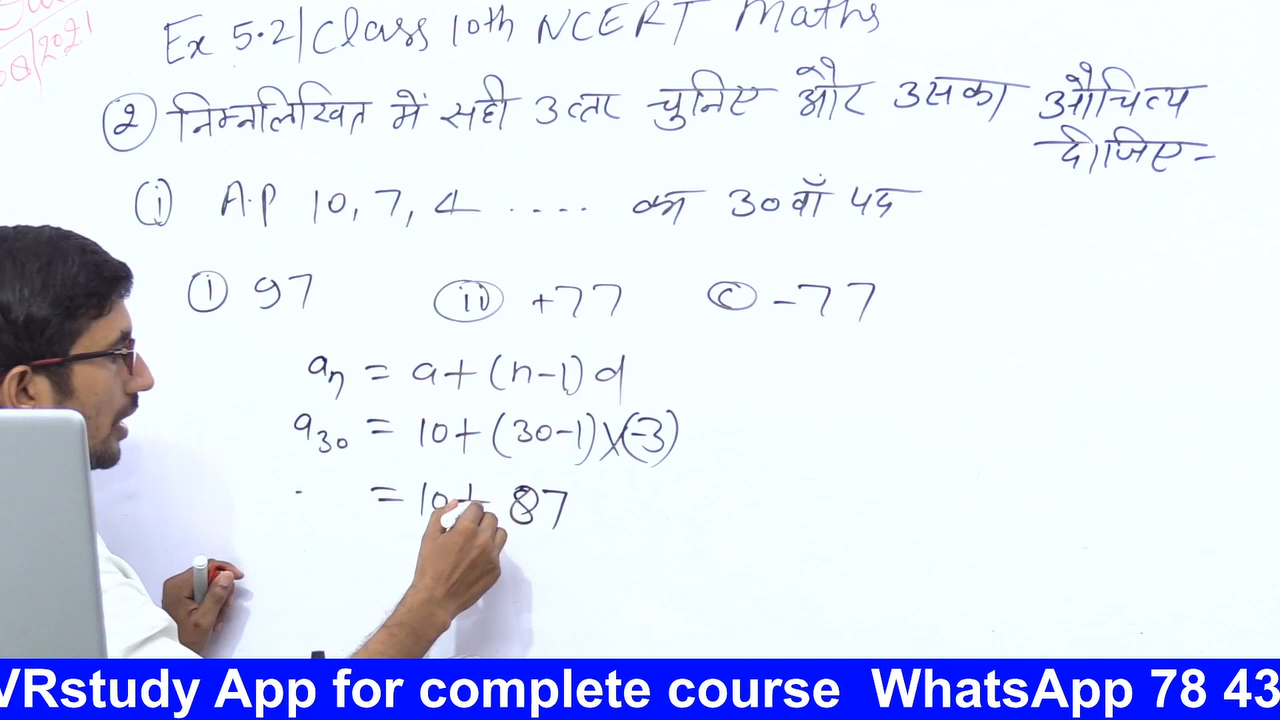 08/2021
Ex 5.2/Class 10th NCERT Maths
② निम्नलिखित में सही उत्तर चुनिए और उसका औचित्य
दीजिए-
(i) A.P 10, 7, 4 .... का 30वाँ पद
(i) 97 (ii) +77 (c) -77
aₙ = a+(n-1)d
a₃₀ = 10+(30-1)×(-3)
= 10+ 87
VRstudy App for complete course WhatsApp 78 43